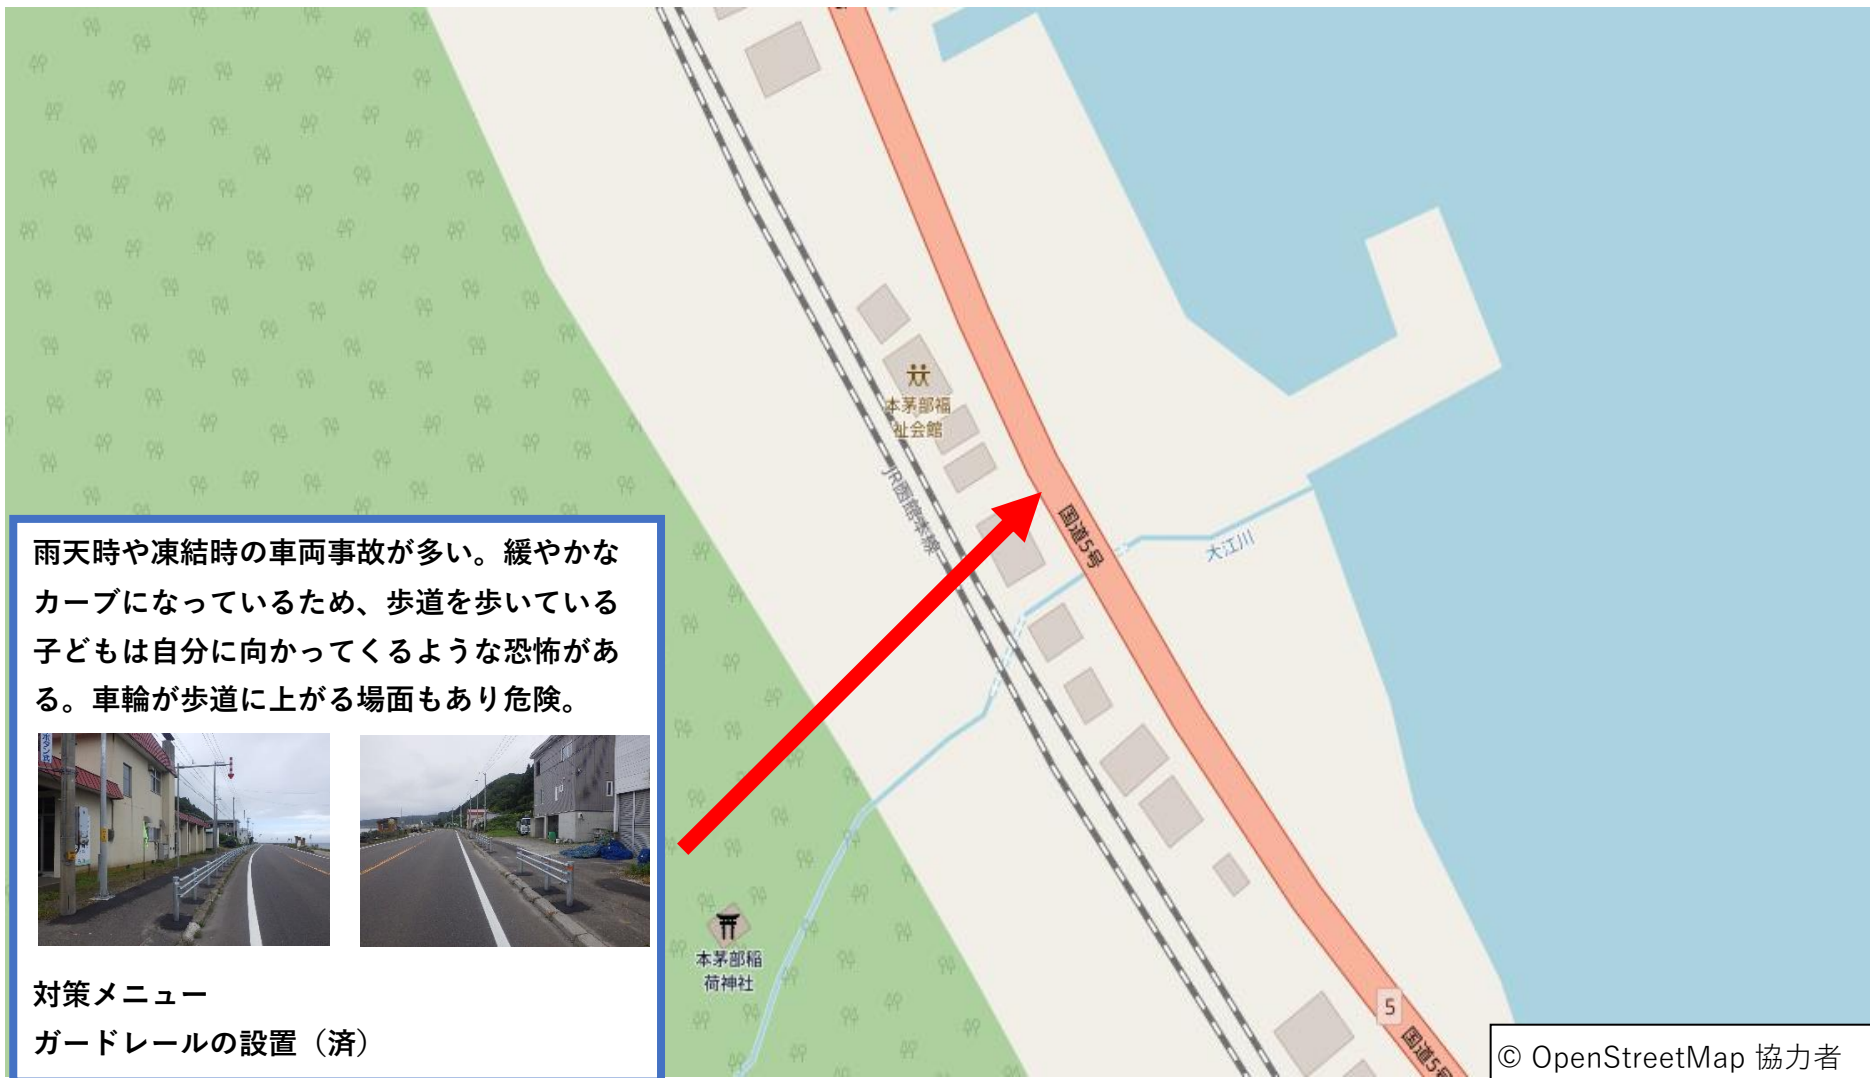 本茅部福
祉会館
JR函館本線
国道5号
大江川
雨天時や凍結時の車両事故が多い。緩やかな
カーブになっているため、歩道を歩いている
子どもは自分に向かってくるような恐怖があ
る。車輪が歩道に上がる場面もあり危険。
対策メニュー
ガードレールの設置（済）
本茅部稲
荷神社
5
国道5号
© OpenStreetMap 協力者